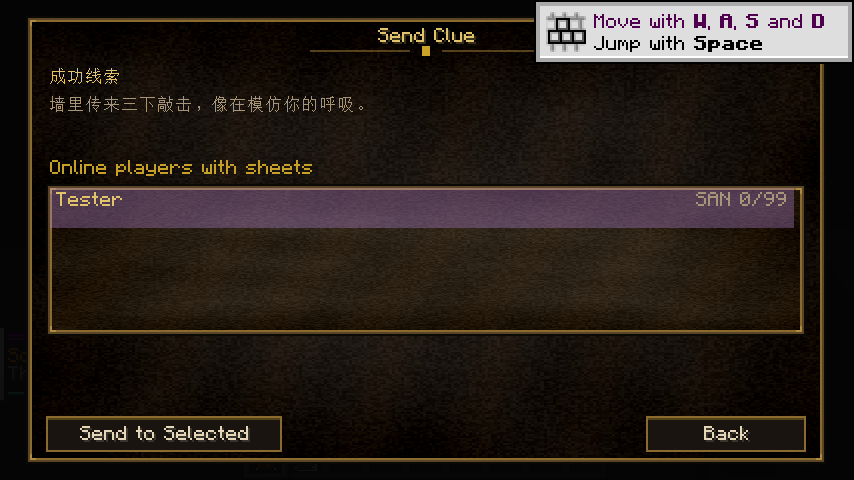 Send Clue
Move with W, A, S and D
Jump with Space
成功线索
墙里传来三下敲击，像在模仿你的呼吸。
Online players with sheets
Tester
SAN 0/99
Send to Selected
Back